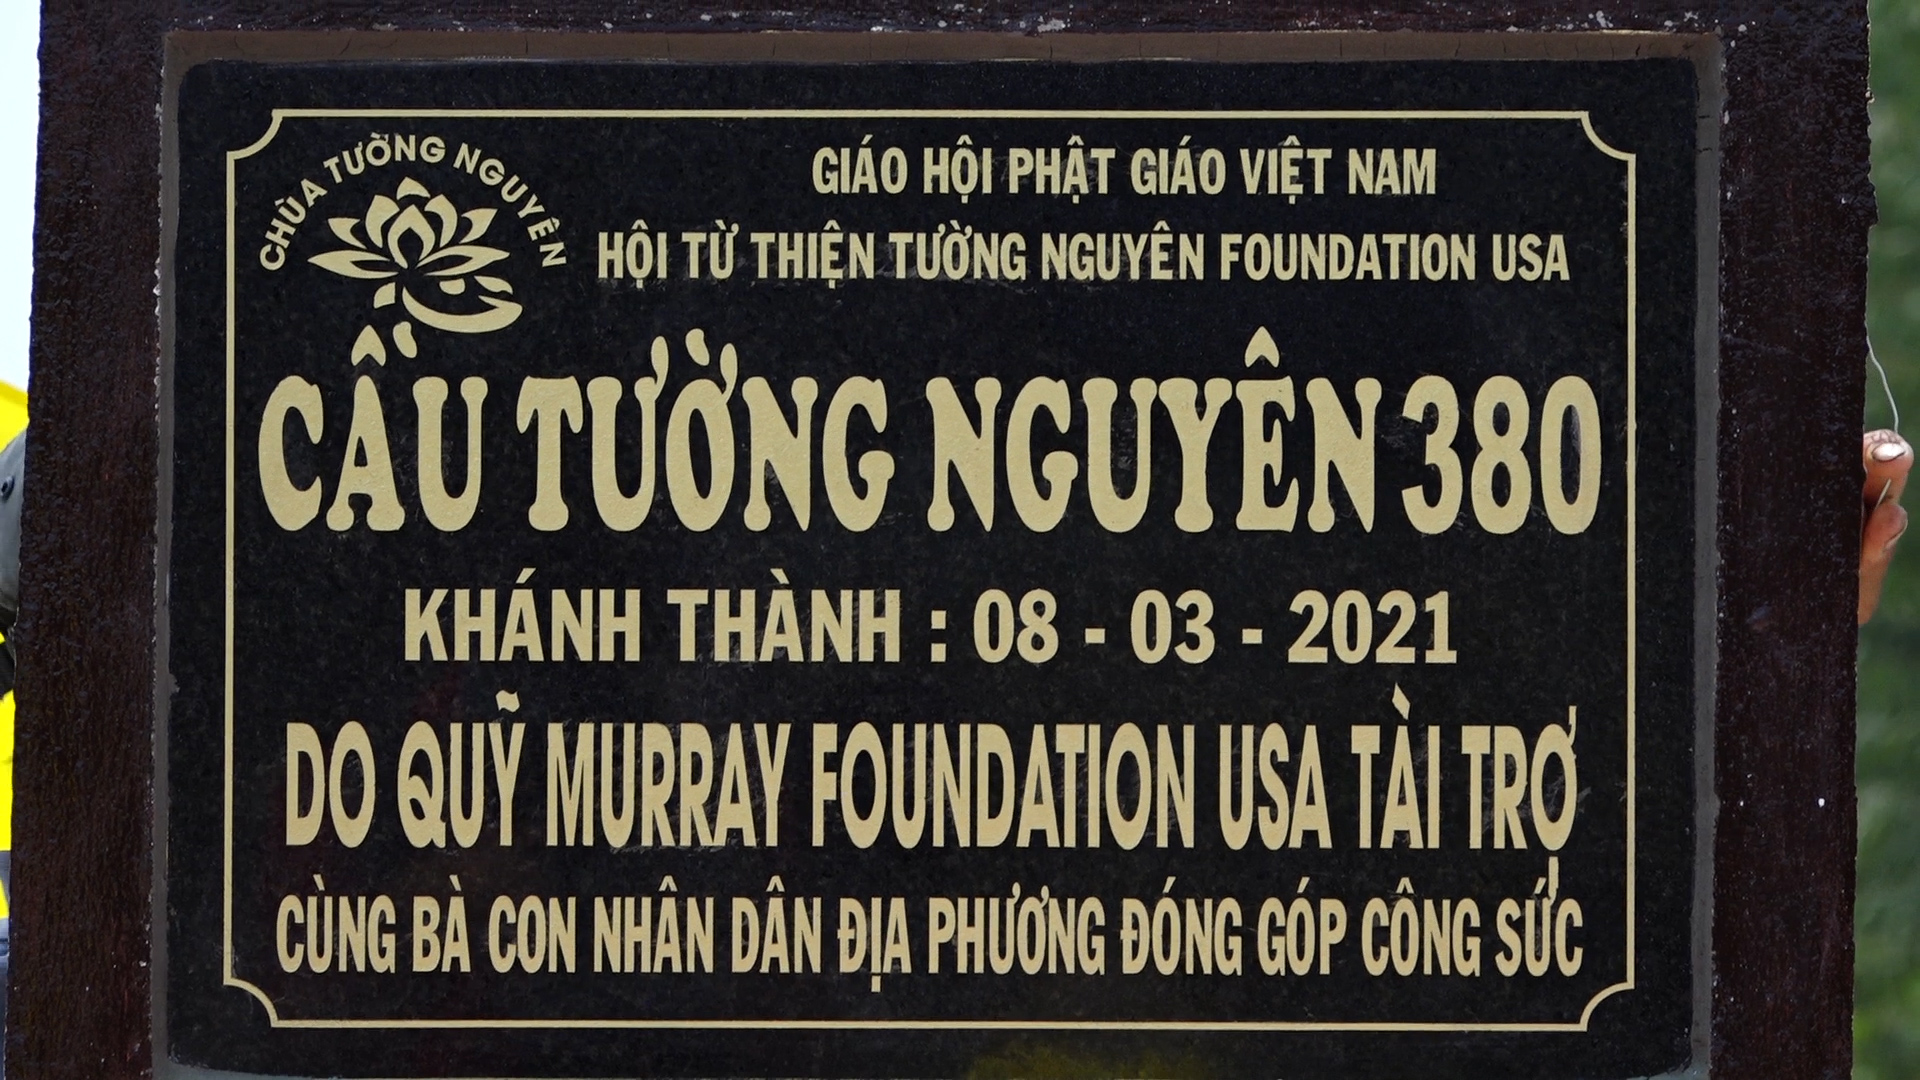 CHÙA TƯỜNG NGUYÊN
GIÁO HỘI PHẬT GIÁO VIỆT NAM
HỘI TỪ THIỆN TƯỜNG NGUYÊN FOUNDATION USA
CẦU TƯỜNG NGUYÊN 380
KHÁNH THÀNH : 08 - 03 - 2021
DO QUỸ MURRAY FOUNDATION USA TÀI TRỢ
CÙNG BÀ CON NHÂN DÂN ĐỊA PHƯƠNG ĐÓNG GÓP CÔNG SỨC